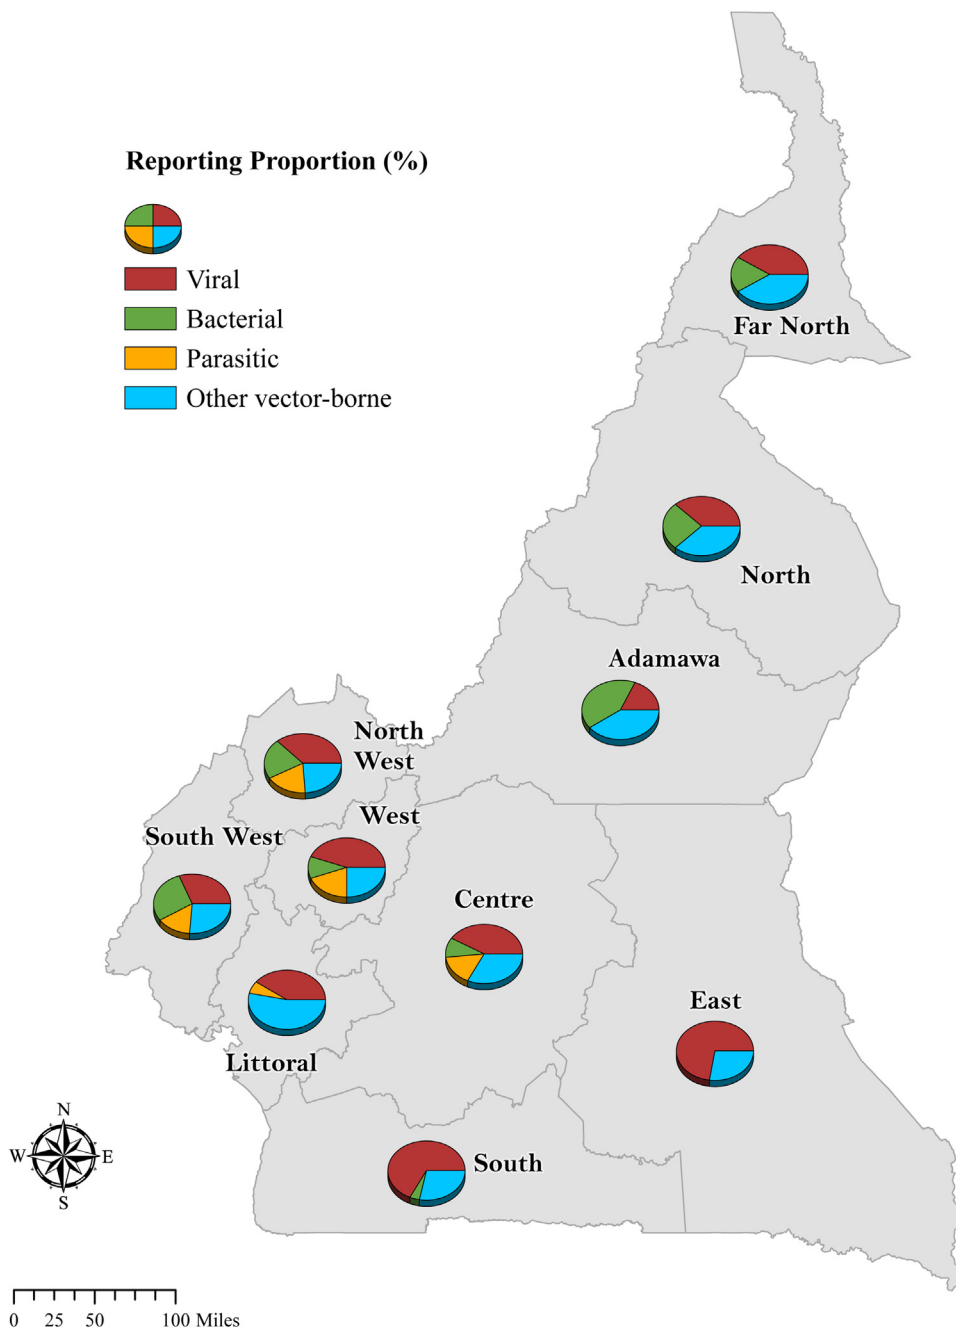 Reporting Proportion (%)
Viral
Bacterial
Parasitic
Other vector-borne
Far North
North
Adamawa
North
West
West
South West
Centre
East
Littoral
South
N
W E
S
0 25 50 100 Miles